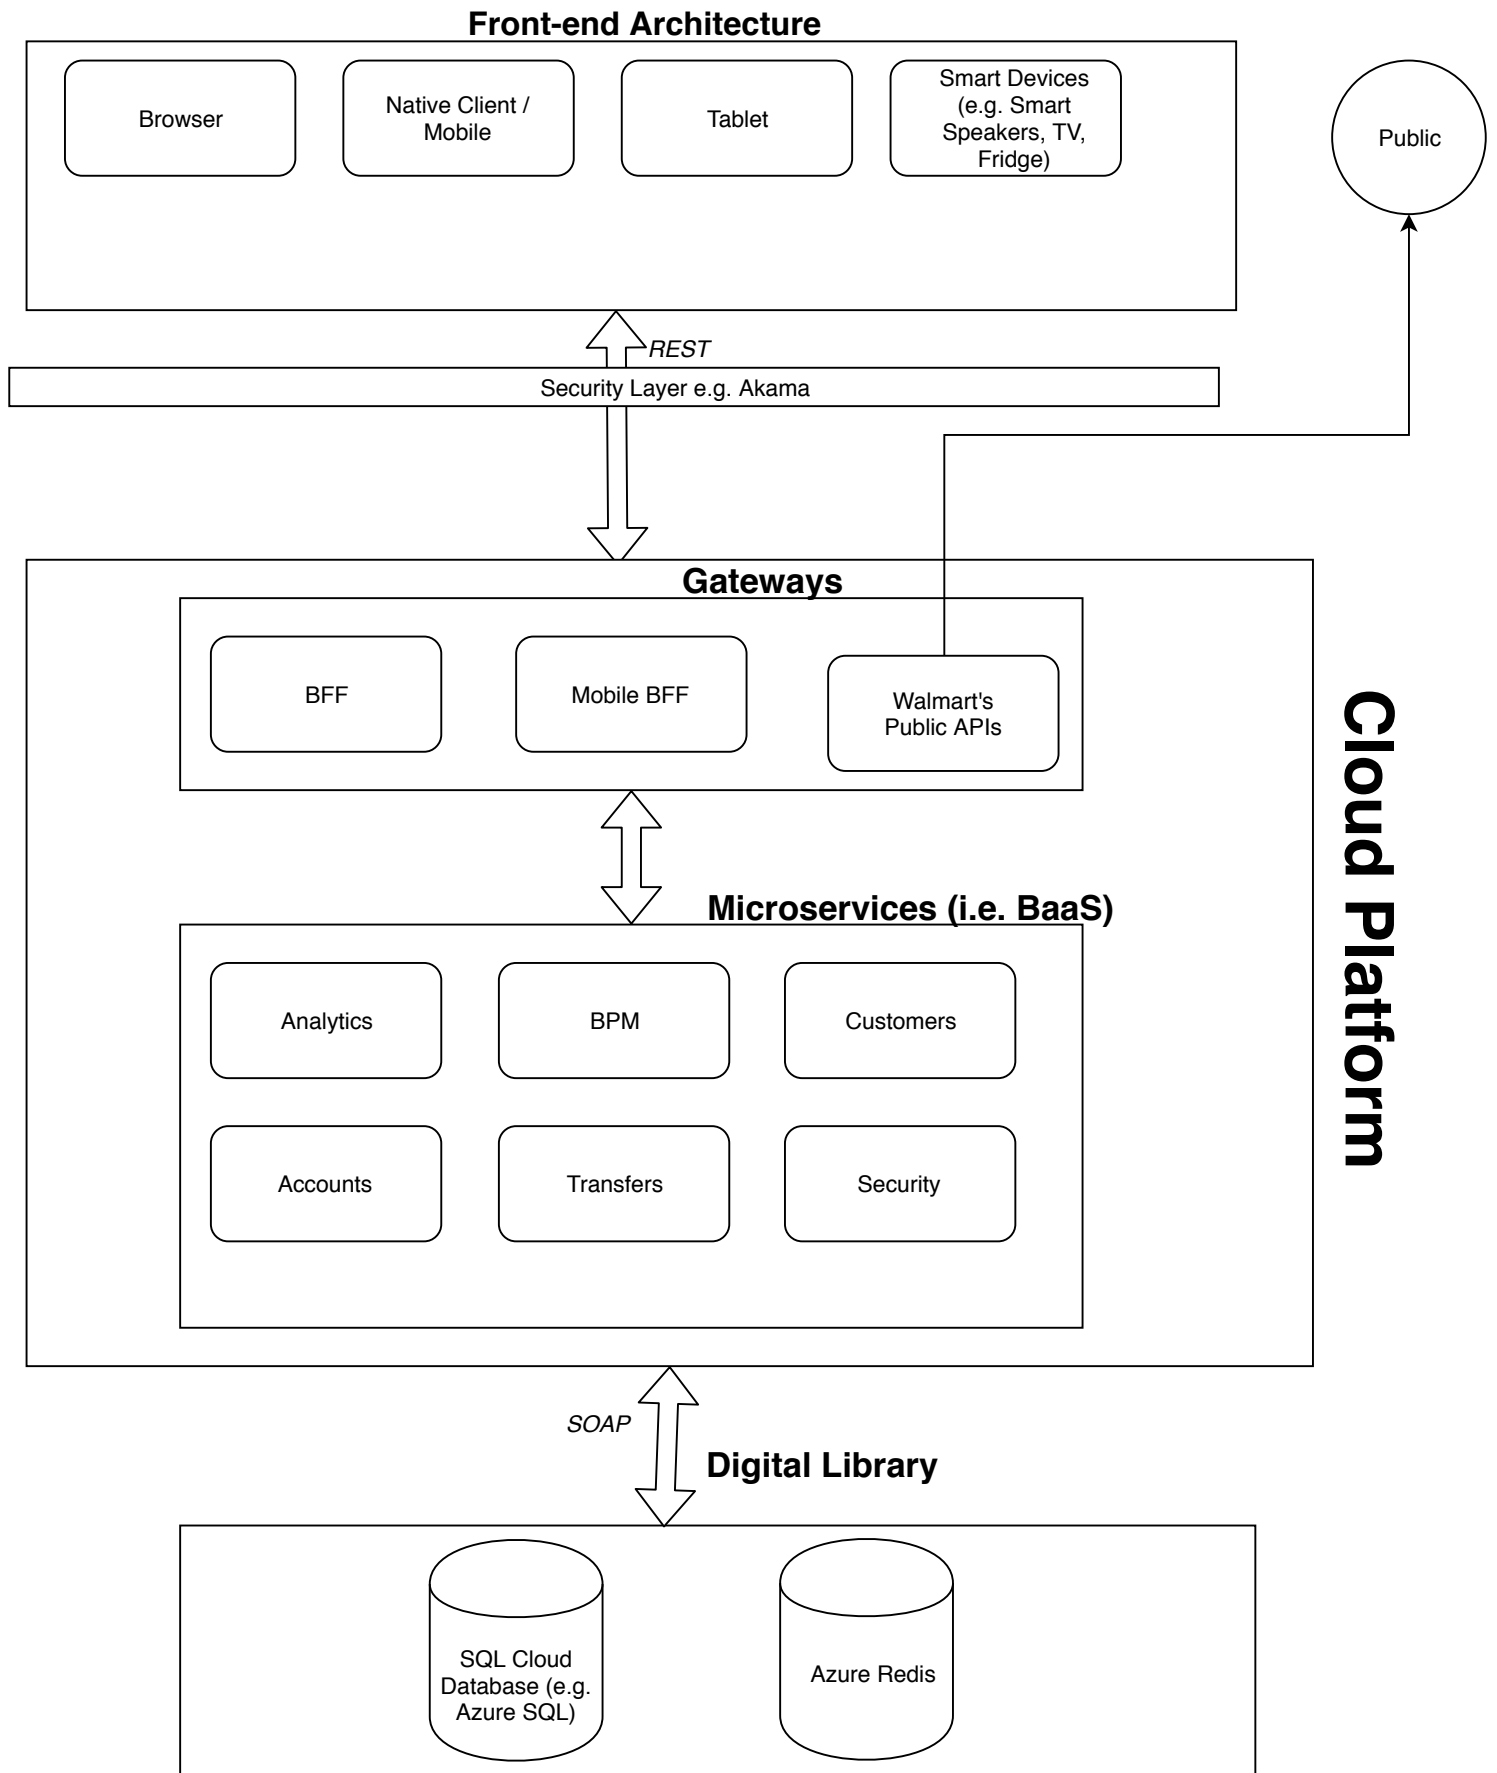 Front-end Architecture
Browser
Native Client /
Mobile
Tablet
Smart Devices
(e.g. Smart
Speakers, TV,
Fridge)
Public
REST
Security Layer e.g. Akama
Gateways
BFF
Mobile BFF
Walmart's
Public APIs
Cloud Platform
Microservices (i.e. BaaS)
Analytics
BPM
Customers
Accounts
Transfers
Security
SOAP
Digital Library
SQL Cloud
Database (e.g.
Azure SQL)
Azure Redis